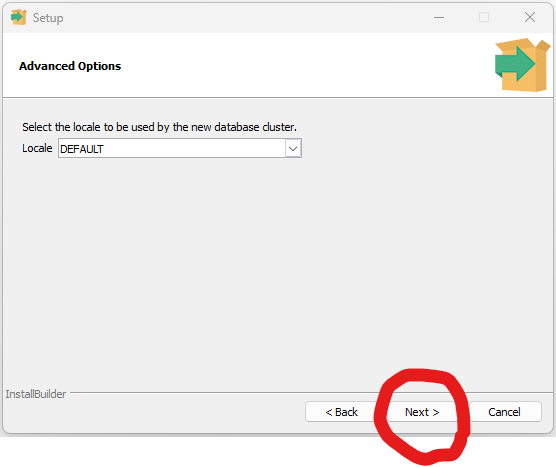 Setup
Advanced Options
Select the locale to be used by the new database cluster.
Locale DEFAULT
InstallBuilder
< Back Next > Cancel